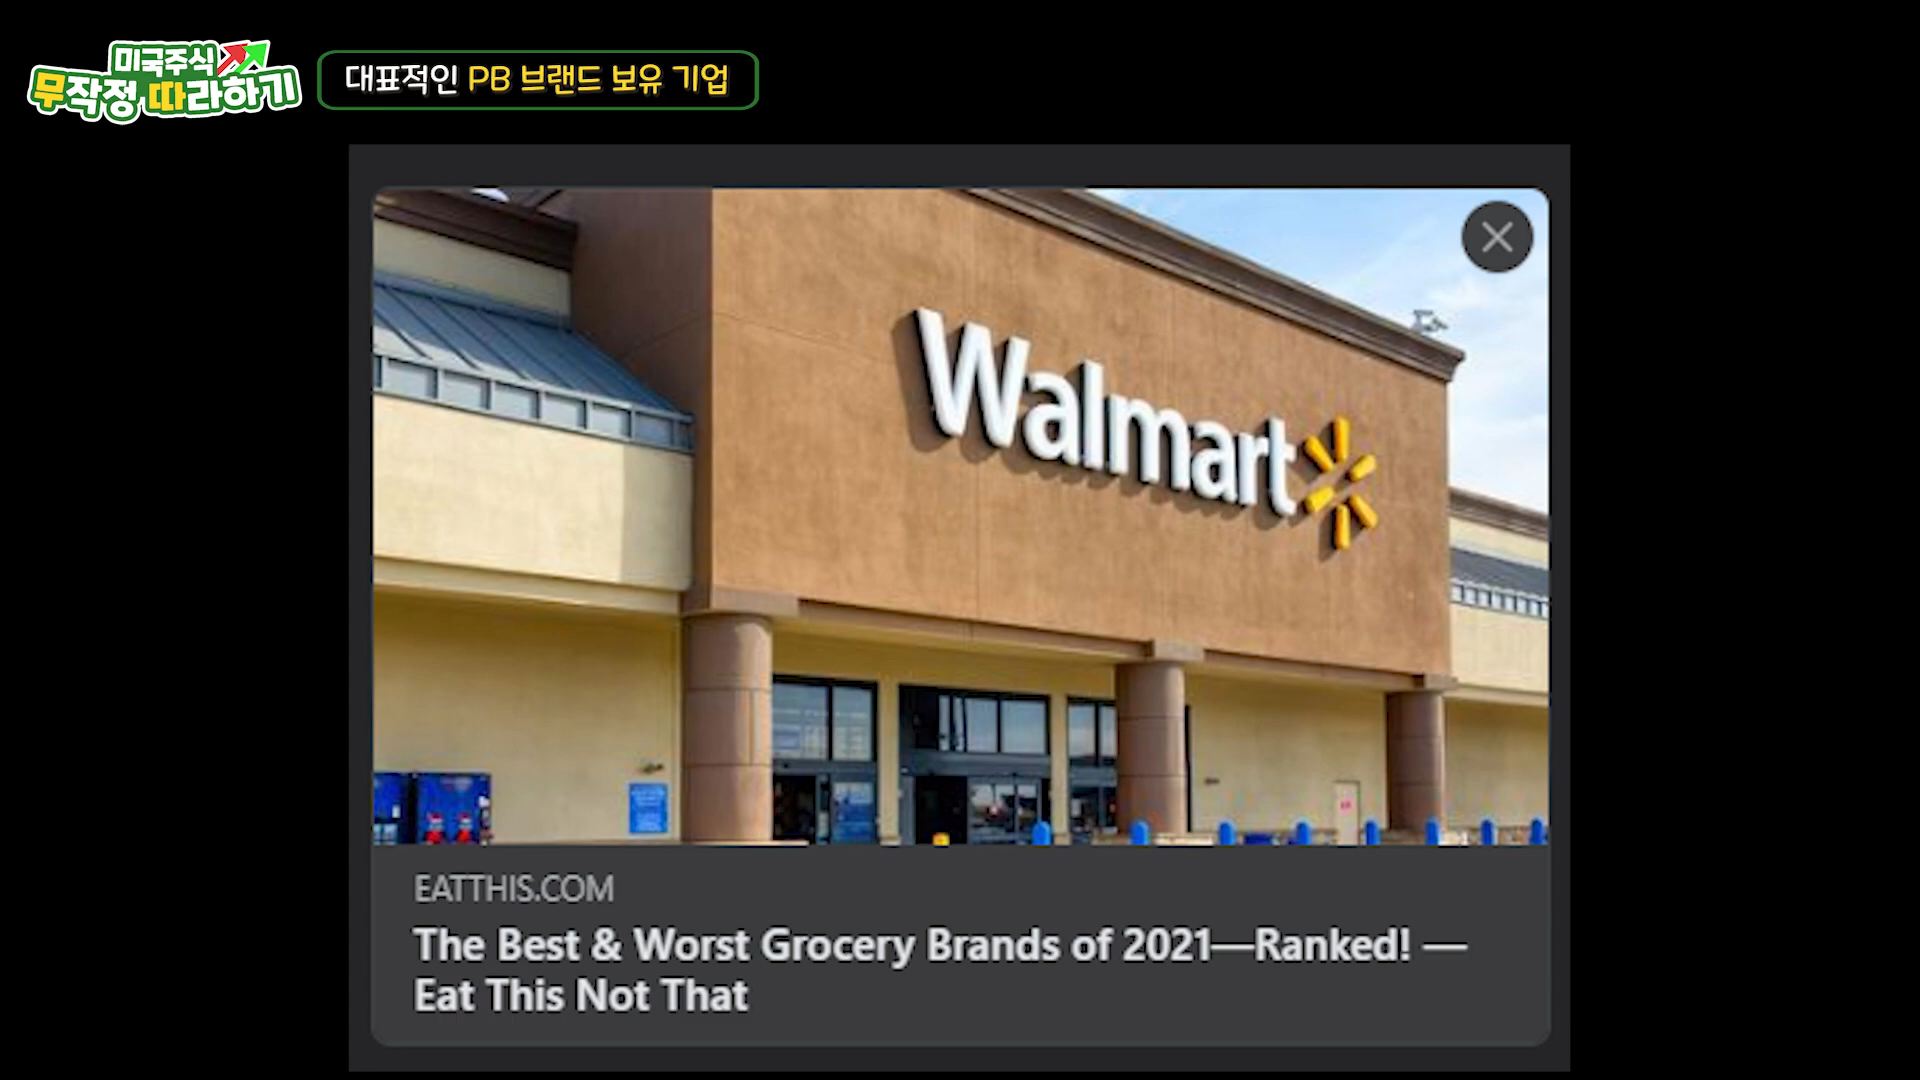 미국주식
무작정 따라하기
대표적인 PB 브랜드 보유 기업
Walmart
EATTHIS.COM
The Best & Worst Grocery Brands of 2021—Ranked! —
Eat This Not That